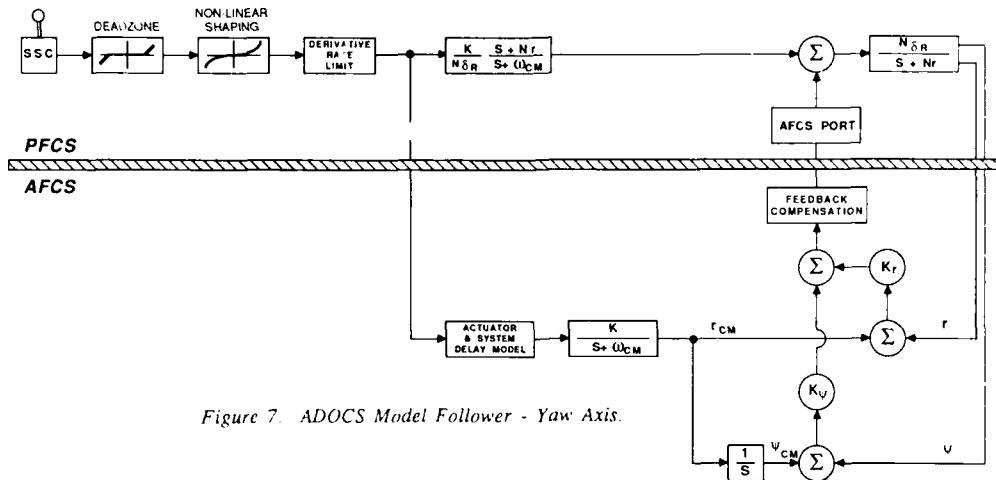 NON-LINEAR
DEADZONE SHAPING
SSC
DERIVATIVE
RATE
LIMIT
K S + Nr
NδR S + ωCM
Σ
NδR
S + Nr
AFCS PORT
PFCS
AFCS
FEEDBACK
COMPENSATION
Σ
Kr
ACTUATOR
& SYSTEM
DELAY MODEL
K
S + ωCM
rCM
Σ
r
Kψ
1
S
ψCM
Σ
ψ
Figure 7. ADOCS Model Follower - Yaw Axis.